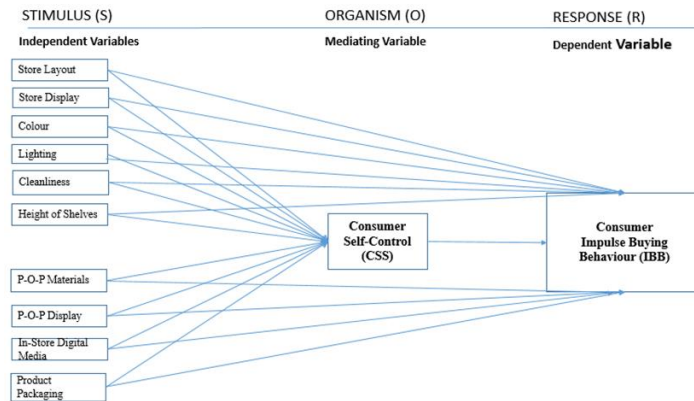 STIMULUS (S) ORGANISM (O) RESPONSE (R)
Independent Variables Mediating Variable Dependent Variable
Store Layout
Store Display
Colour
Lighting
Cleanliness
Height of Shelves
Consumer
Self-Control
(CSS)
Consumer
Impulse Buying
Behaviour (IBB)
P-O-P Materials
P-O-P Display
In-Store Digital
Media
Product
Packaging